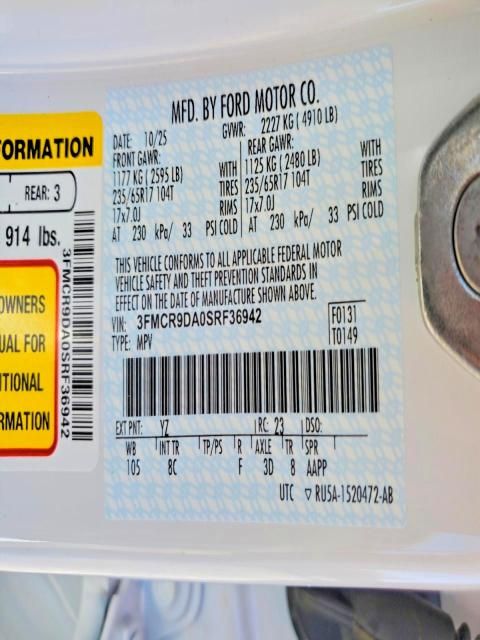 FORMATION
REAR: 3
914 lbs.
OWNERS
UAL FOR
ITIONAL
RMATION
3FMCR9DA0SRF36942
MFD. BY FORD MOTOR CO.
DATE: 10/25 GVWR: 2227 KG ( 4910 LB)
FRONT GAWR: REAR GAWR:
1177 KG ( 2595 LB) WITH 1125 KG ( 2480 LB) WITH
235/65R17 104T TIRES 235/65R17 104T TIRES
17x7.0J RIMS 17x7.0J RIMS
AT 230 kPa/ 33 PSI COLD AT 230 kPa/ 33 PSI COLD
THIS VEHICLE CONFORMS TO ALL APPLICABLE FEDERAL MOTOR
VEHICLE SAFETY AND THEFT PREVENTION STANDARDS IN
EFFECT ON THE DATE OF MANUFACTURE SHOWN ABOVE.
VIN: 3FMCR9DA0SRF36942 F0131
TYPE: MPV T0149
EXT PNT: YZ RC: 23 DSO:
WB INT TR TP/PS R AXLE TR SPR
105 8C F 3D 8 AAPP
UTC ▽ RU5A-1520472-AB